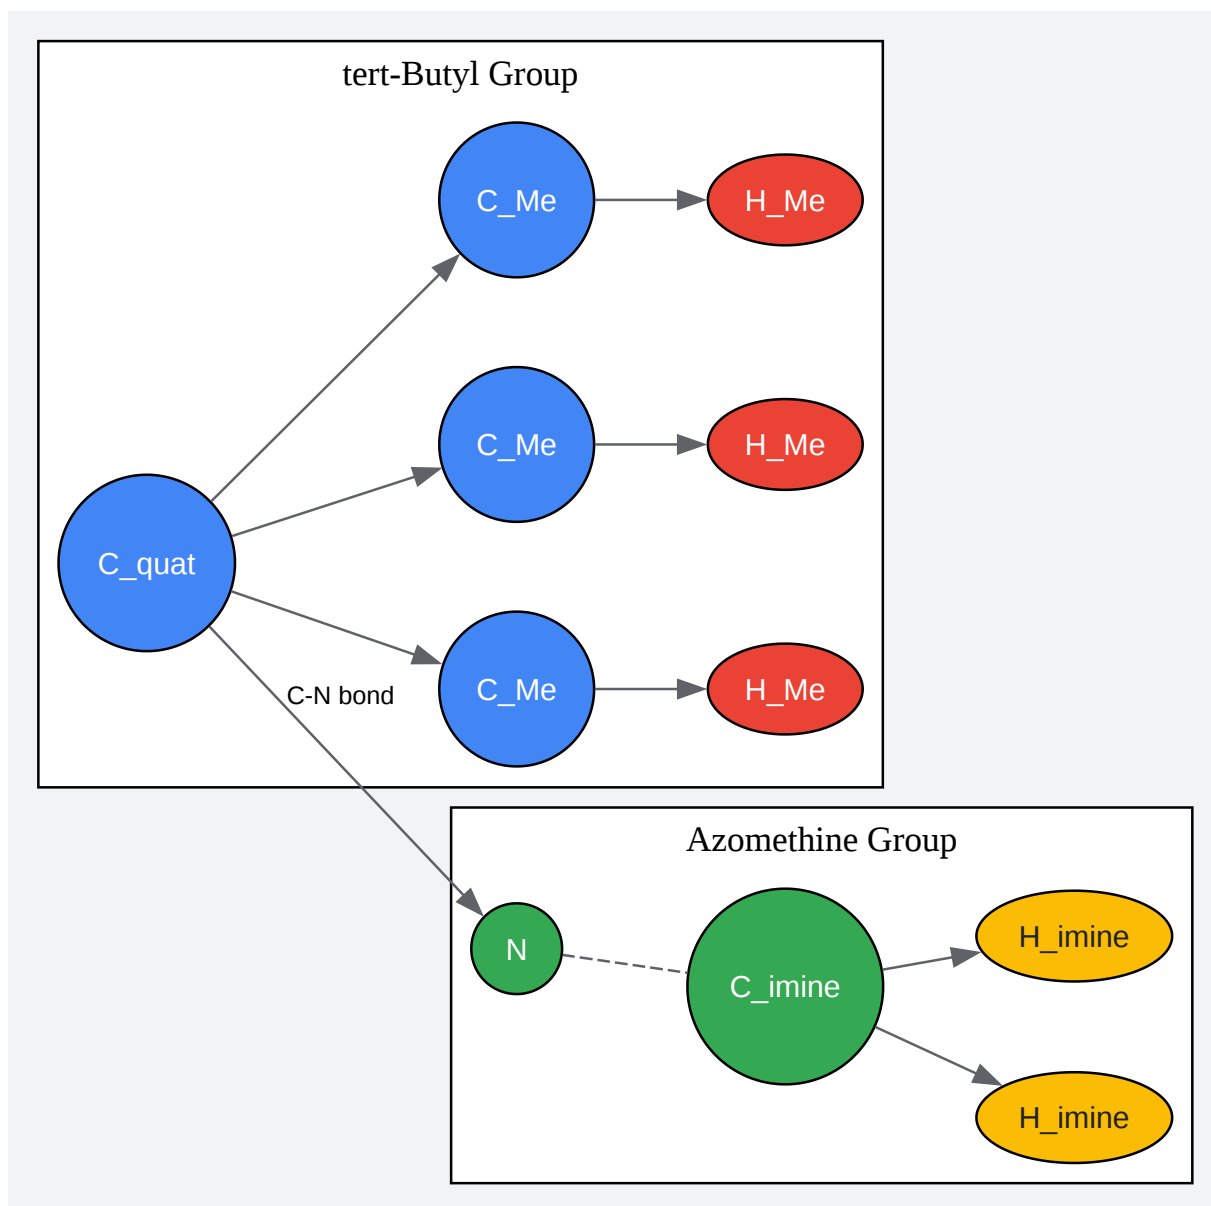 tert-Butyl Group
C_Me
H_Me
C_Me
H_Me
C_quat
C_Me
H_Me
C-N bond
Azomethine Group
N
C_imine
H_imine
H_imine